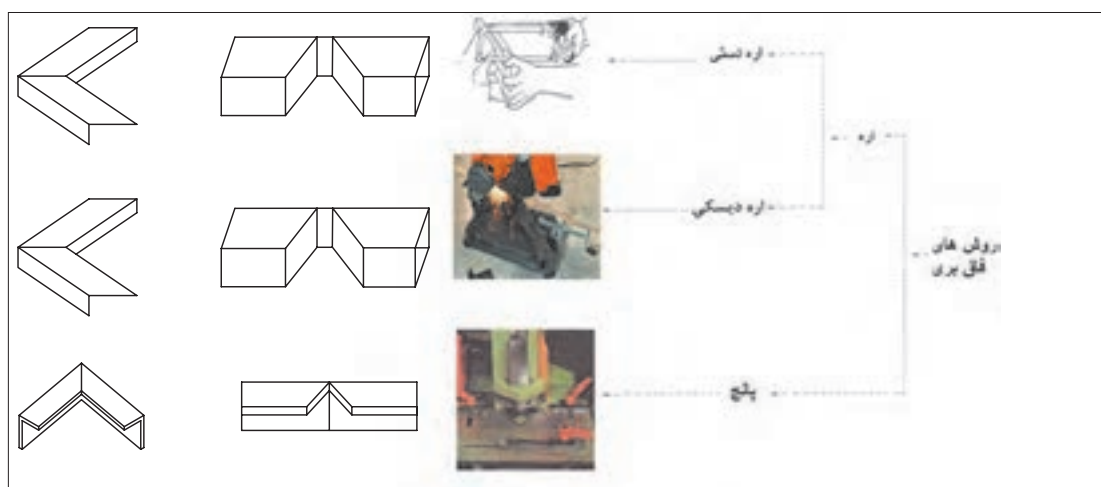 روش های
فاق بری
اره
اره دستی
اره دیسکی
پانچ